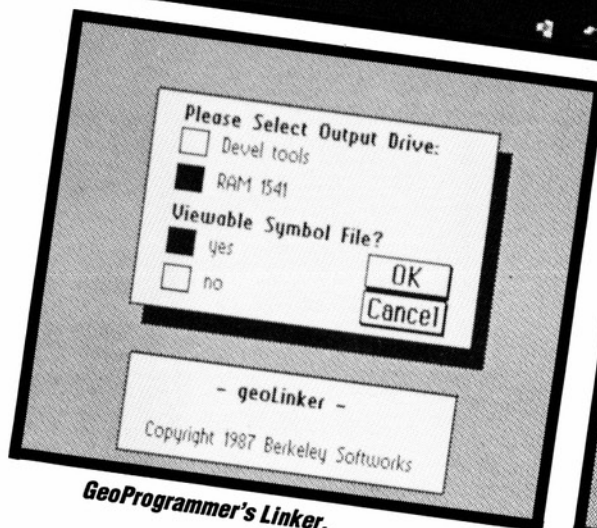 Please Select Output Drive:
Devel tools
RAM 1541
Viewable Symbol File?
yes
no
OK
Cancel
- geoLinker -
Copyright 1987 Berkeley Softworks
GeoProgrammer's Linker.